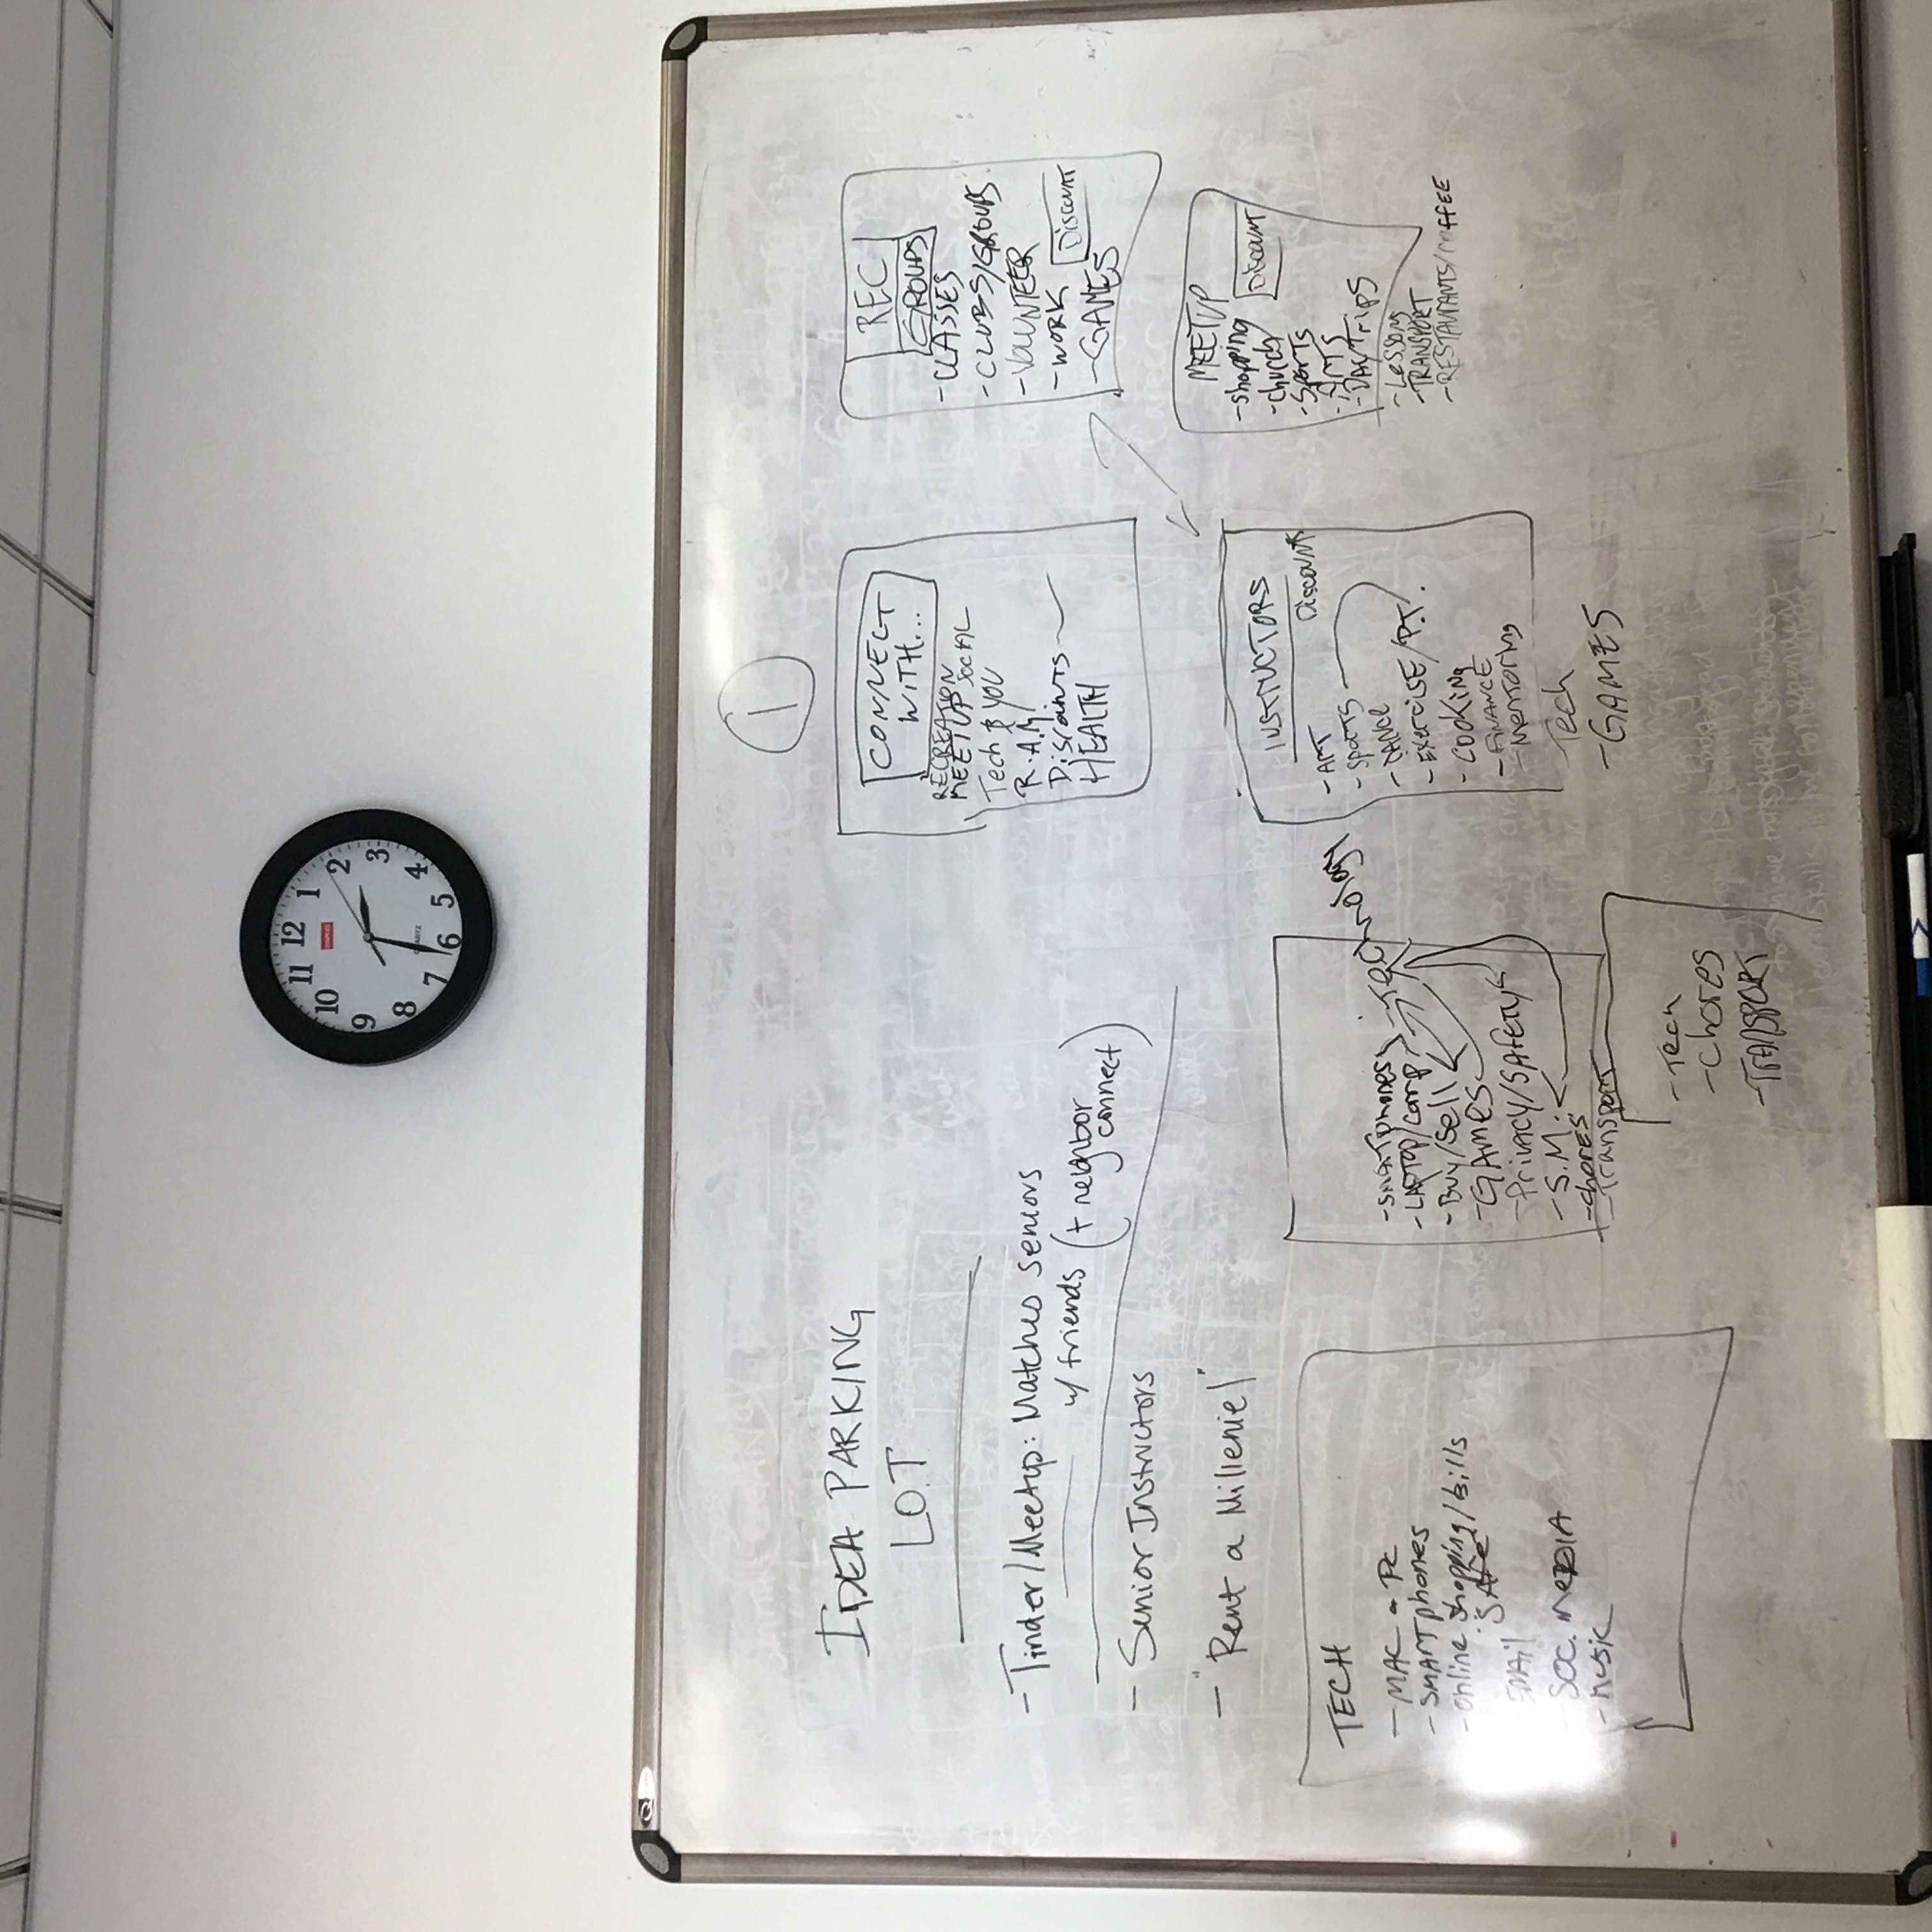 12
1
2
3
4
5
6
7
8
9
10
11
STAPLES
QUARTZ
IDEA PARKING
LOT
- Tinder/Meetup: Matches seniors
w/ friends (+ neighbor
connect)
- Senior Instructors
- "Rent a Milleniel"
1
CONNECT
WITH...
RECREATION
MEETUP SOCIAL
Tech & YOU
R.A.M
Discounts
HEALTH
REC
GROUPS
- CLASSES
- CLUBS/GROUPS
- VOLUNTEER
- WORK
Discount
- GAMES
MEETUP
- shopping
Discount
- church
- Sports
- Arts
- DAY Trips
- Lessons
- TRANSPORT
- RESTAURANTS/coffee
TECH
- MAC - PC
- SMARTphones
- online shopping/bills
SAFE
- EMAil
- SOC. MEDIA
- music
- SMARTphones
- Technology
- LAPTOP/comp
- Buy/Sell
- GAMES
- Privacy/SAFETY
- S.M.
- chores
- Transport
- Tech
- Chores
- TRANSPORT
INSTRUCTORS
Discounts
- ART
- Sports
- DANCE
- Exercise/P.T.
- Cooking
- FINANCE
- Mentoring
- Tech
- GAMES